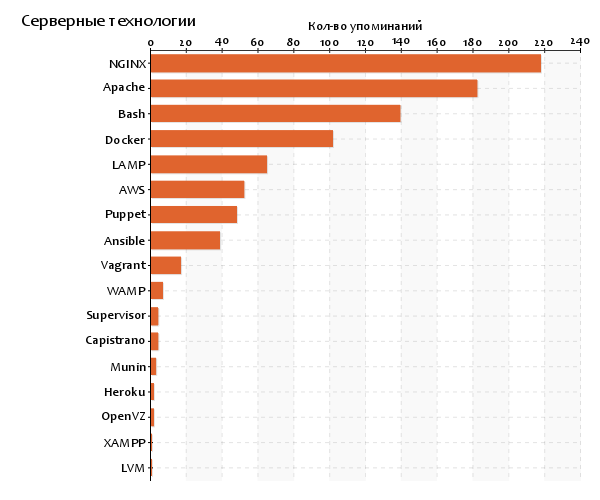 Серверные технологии
Кол-во упоминаний
0 20 40 60 80 100 120 140 160 180 200 220 240
NGINX
Apache
Bash
Docker
LAMP
AWS
Puppet
Ansible
Vagrant
WAMP
Supervisor
Capistrano
Munin
Heroku
OpenVZ
XAMPP
LVM